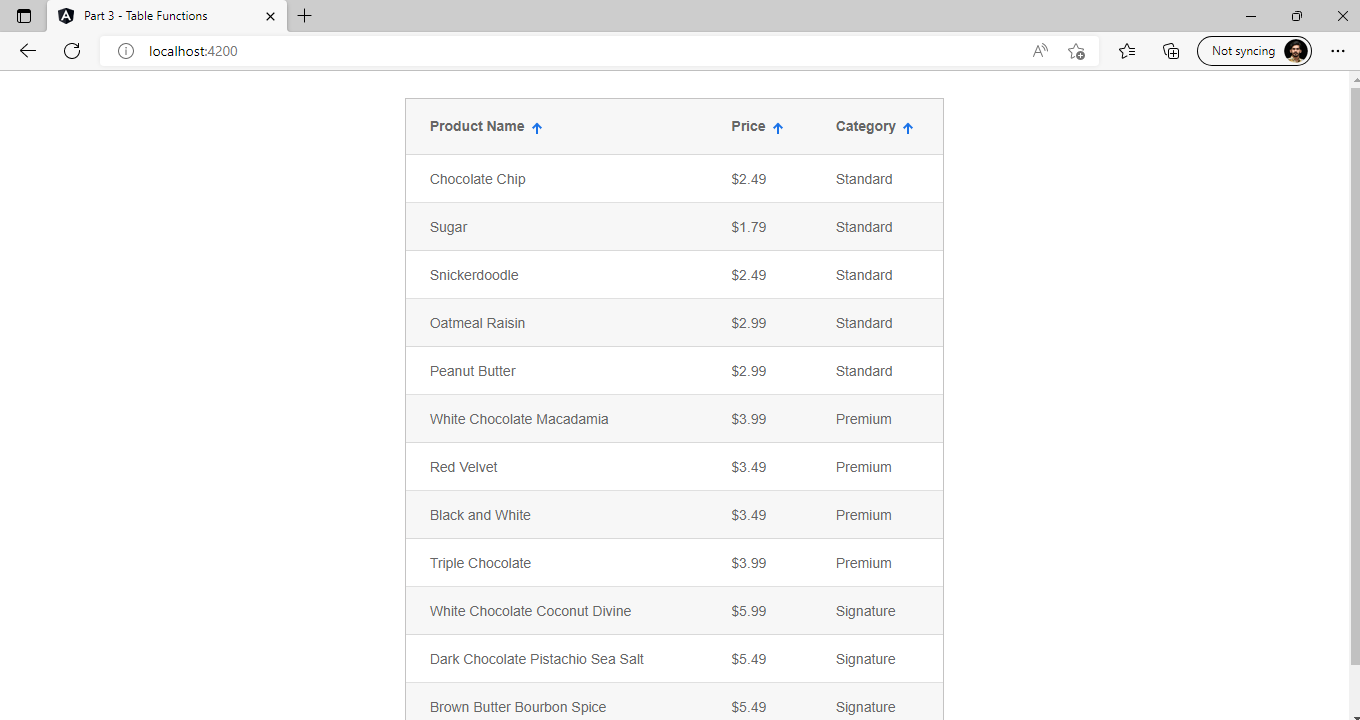 Part 3 - Table Functions
localhost:4200
Not syncing
Product Name Price Category
Chocolate Chip $2.49 Standard
Sugar $1.79 Standard
Snickerdoodle $2.49 Standard
Oatmeal Raisin $2.99 Standard
Peanut Butter $2.99 Standard
White Chocolate Macadamia $3.99 Premium
Red Velvet $3.49 Premium
Black and White $3.49 Premium
Triple Chocolate $3.99 Premium
White Chocolate Coconut Divine $5.99 Signature
Dark Chocolate Pistachio Sea Salt $5.49 Signature
Brown Butter Bourbon Spice $5.49 Signature